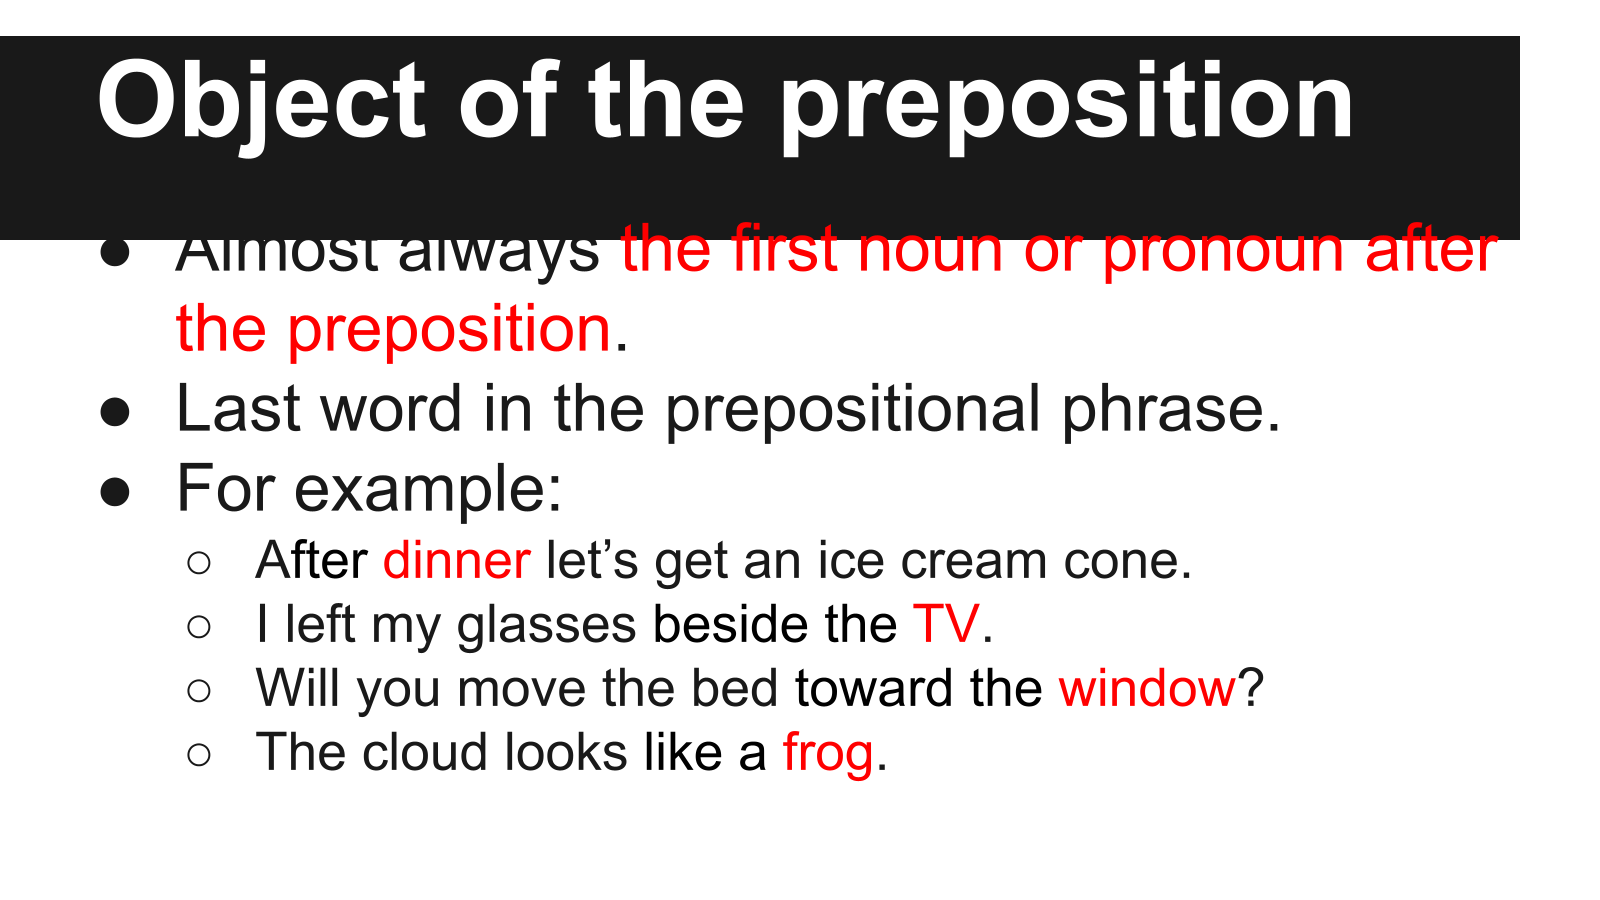 Object of the preposition
● Almost always the first noun or pronoun after
the preposition.
● Last word in the prepositional phrase.
● For example:
○ After dinner let’s get an ice cream cone.
○ I left my glasses beside the TV.
○ Will you move the bed toward the window?
○ The cloud looks like a frog.